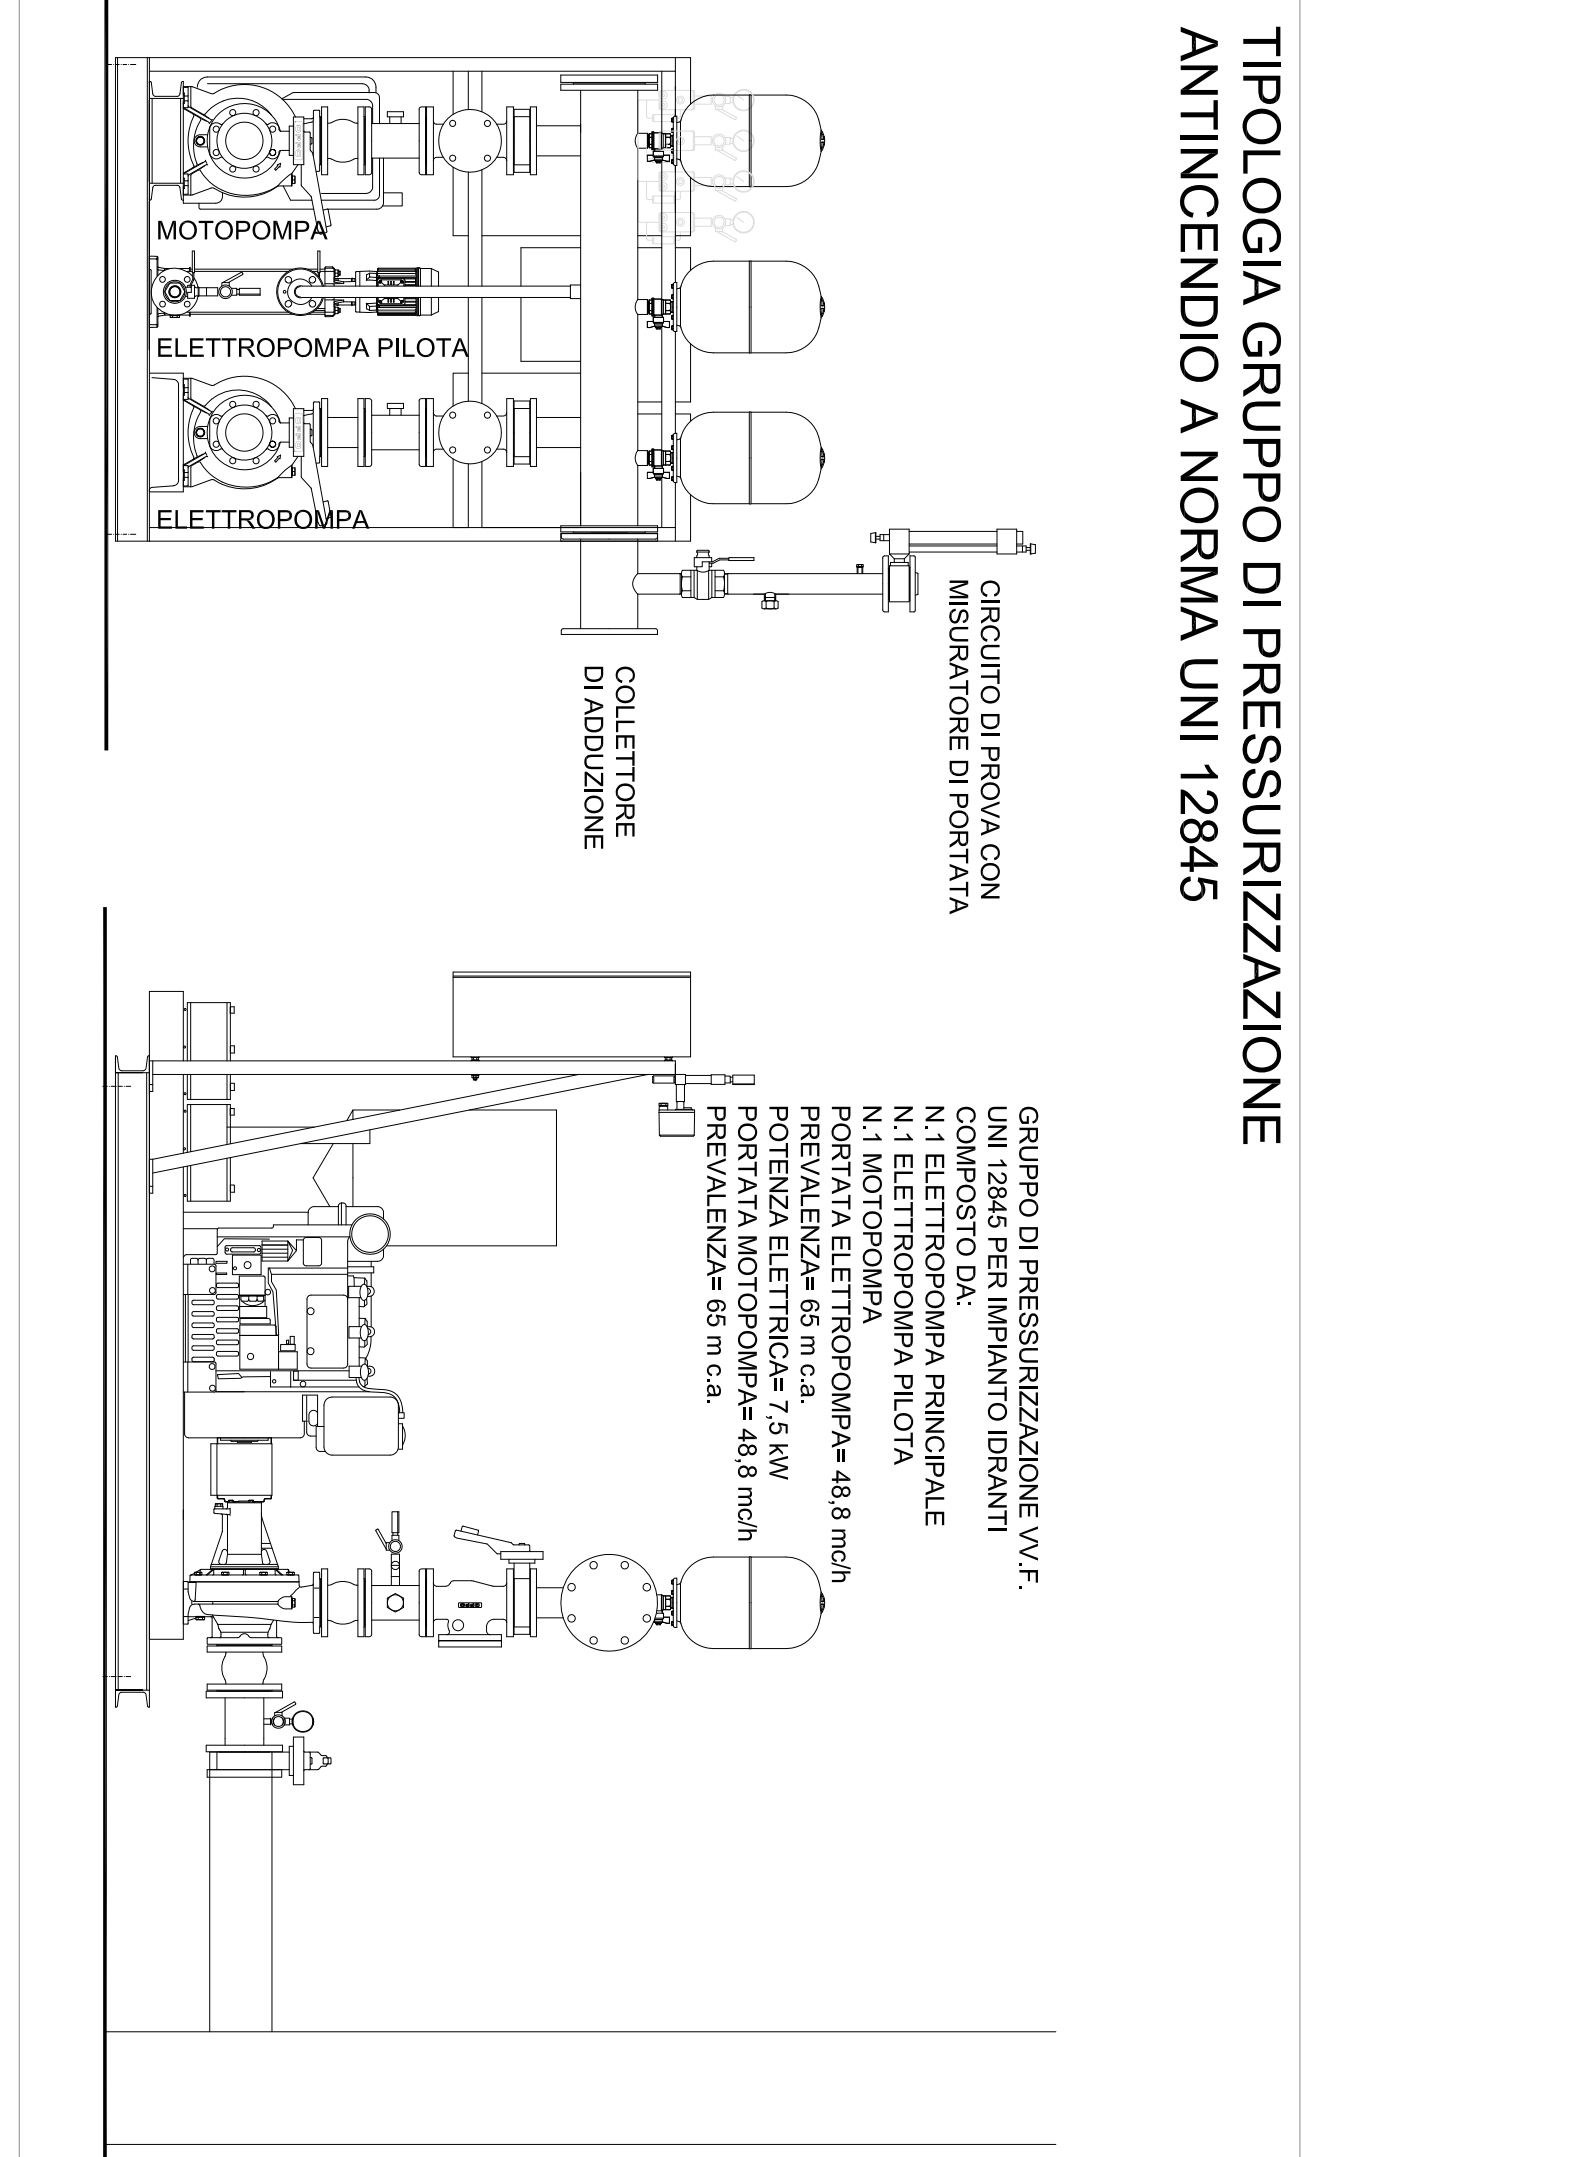 TIPOLOGIA GRUPPO DI PRESSURIZZAZIONE
ANTINCENDIO A NORMA UNI 12845
MOTOPOMPA
ELETTROPOMPA PILOTA
ELETTROPOMPA
CIRCUITO DI PROVA CON
MISURATORE DI PORTATA
COLLETTORE
DI ADDUZIONE
GRUPPO DI PRESSURIZZAZIONE VV.F.
UNI 12845 PER IMPIANTO IDRANTI
COMPOSTO DA:
N.1 ELETTROPOMPA PRINCIPALE
N.1 ELETTROPOMPA PILOTA
N.1 MOTOPOMPA
PORTATA ELETTROPOMPA= 48,8 mc/h
PREVALENZA= 65 m c.a.
POTENZA ELETTRICA= 7,5 kW
PORTATA MOTOPOMPA= 48,8 mc/h
PREVALENZA= 65 m c.a.